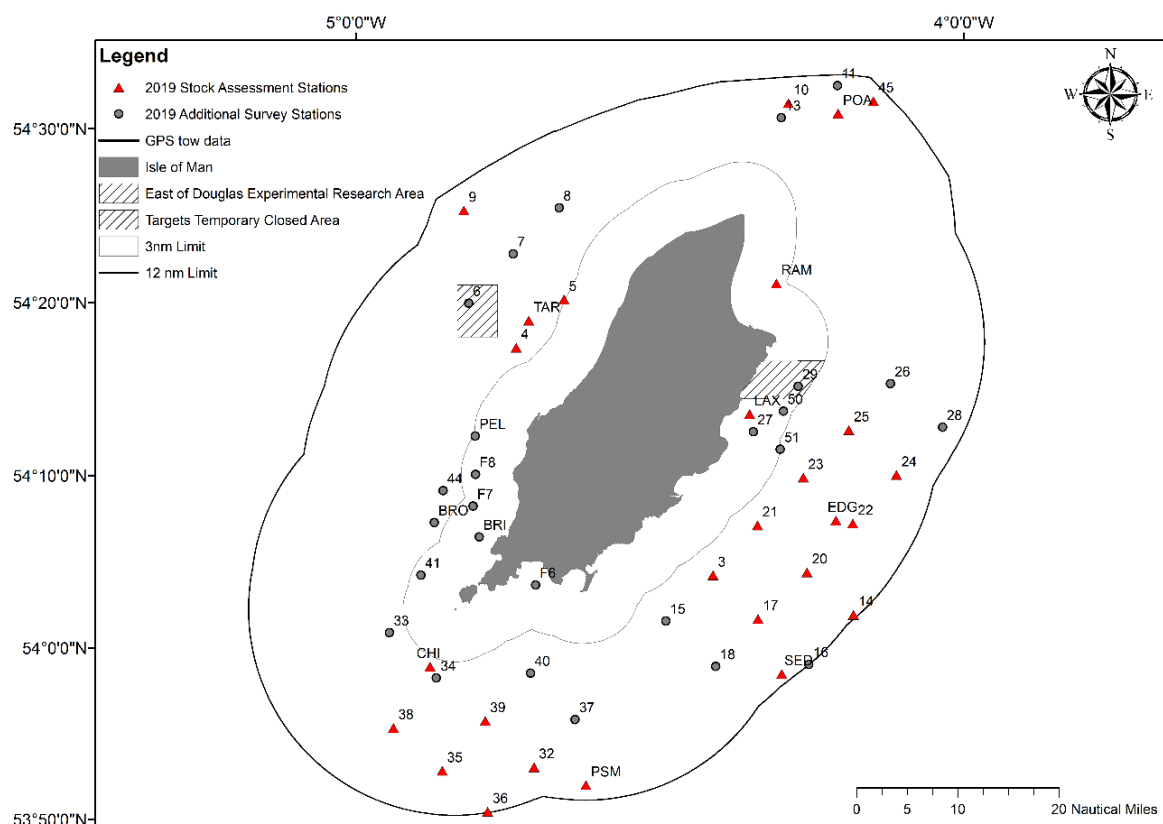 5°0'0"W
4°0'0"W
Legend
2019 Stock Assessment Stations
2019 Additional Survey Stations
GPS tow data
Isle of Man
East of Douglas Experimental Research Area
Targets Temporary Closed Area
3nm Limit
12 nm Limit
N
W
E
S
54°30'0"N
54°20'0"N
54°10'0"N
54°0'0"N
53°50'0"N
10
11
45
13
POA
9
8
7
6
5
TAR
4
RAM
29
26
LAX
50
27
28
25
51
PEL
F8
44
F7
BRO
BRI
23
24
21
EDG
22
41
F6
3
20
33
15
17
14
CHI
34
40
18
SED
16
38
39
37
35
32
PSM
36
0
5
10
20 Nautical Miles